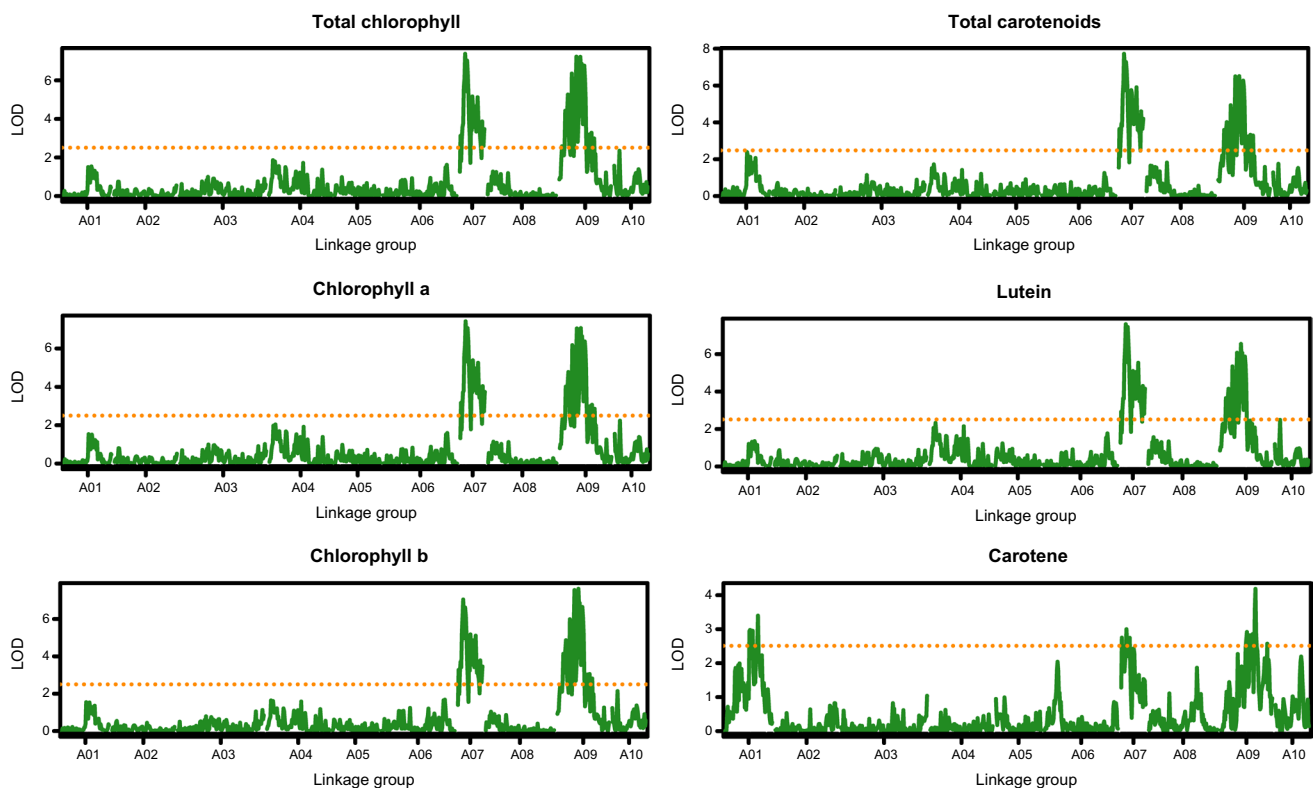 Total chlorophyll
LOD
6
4
2
0
A01 A02 A03 A04 A05 A06 A07 A08 A09 A10
Linkage group
Total carotenoids
LOD
8
6
4
2
0
A01 A02 A03 A04 A05 A06 A07 A08 A09 A10
Linkage group
Chlorophyll a
LOD
6
4
2
0
A01 A02 A03 A04 A05 A06 A07 A08 A09 A10
Linkage group
Lutein
LOD
6
4
2
0
A01 A02 A03 A04 A05 A06 A07 A08 A09 A10
Linkage group
Chlorophyll b
LOD
6
4
2
0
A01 A02 A03 A04 A05 A06 A07 A08 A09 A10
Linkage group
Carotene
LOD
4
3
2
1
0
A01 A02 A03 A04 A05 A06 A07 A08 A09 A10
Linkage group